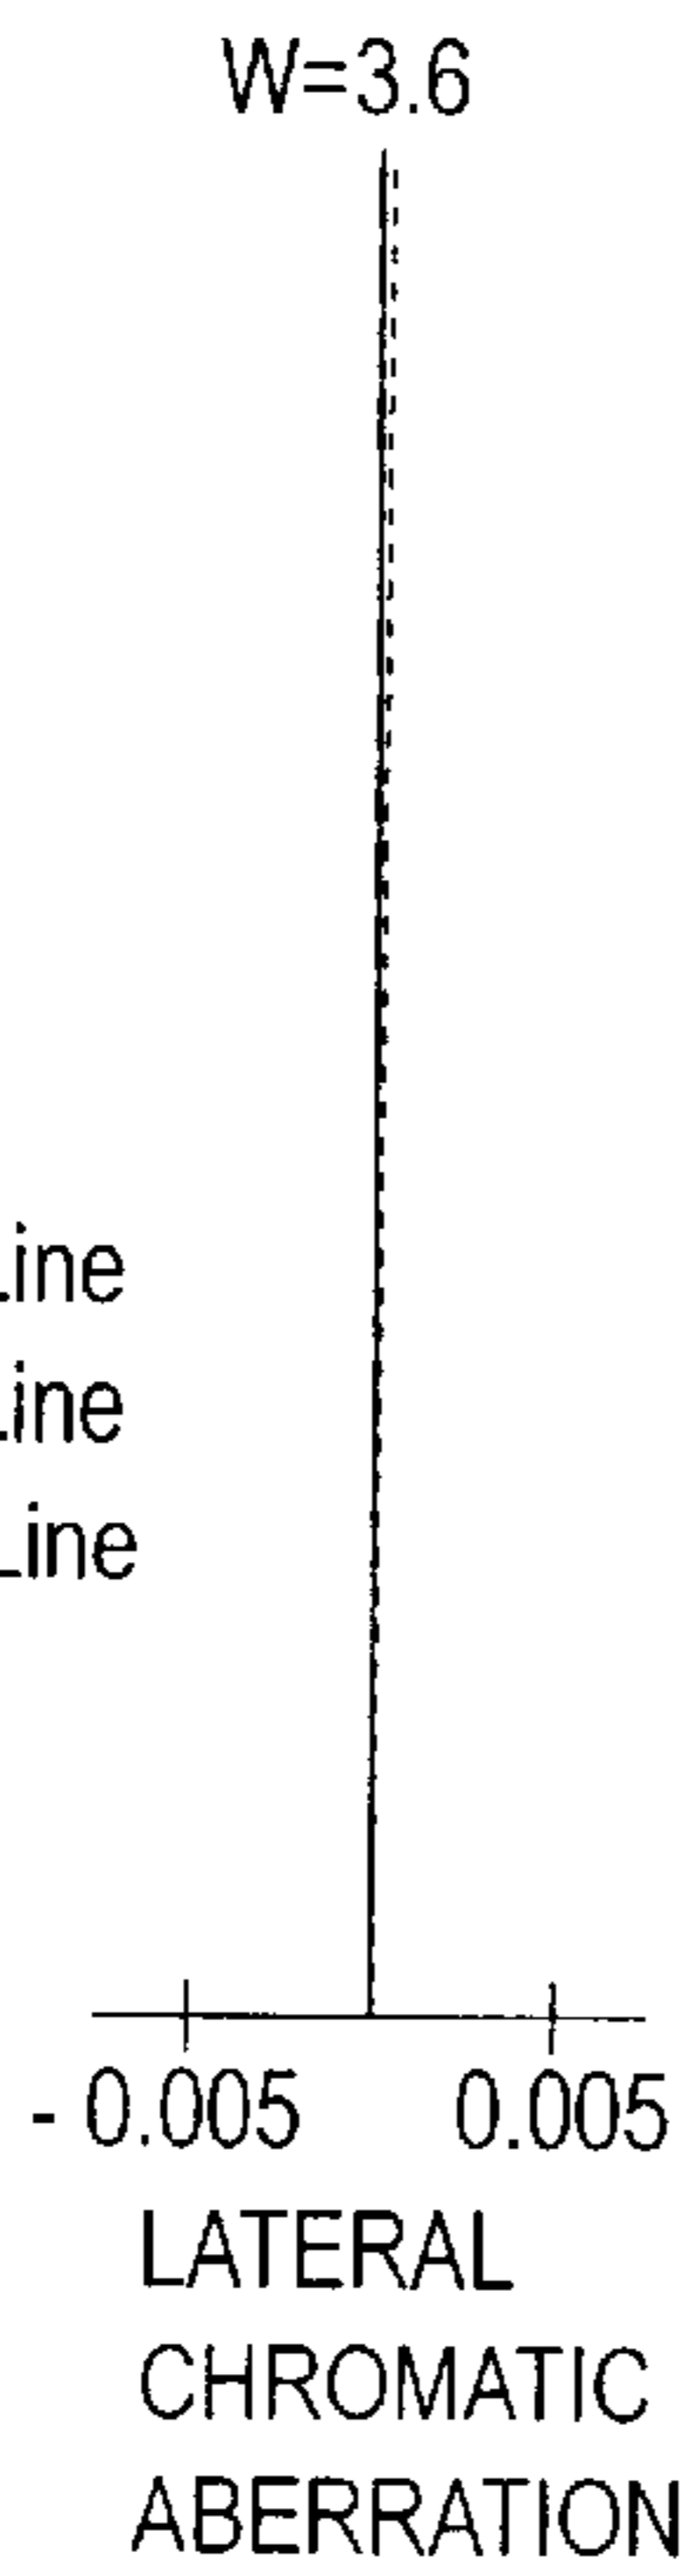 W=3.6
Line
Line
Line
- 0.005 0.005
LATERAL
CHROMATIC
ABERRATION